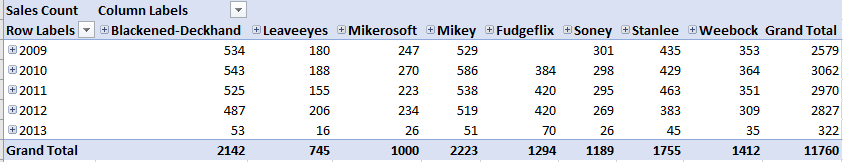 Sales Count Column Labels
Row Labels Blackened-Deckhand Leaveeyes Mikerosoft Mikey Fudgeflix Soney Stanlee Weebock Grand Total
2009 534 180 247 529 301 435 353 2579
2010 543 188 270 586 384 298 429 364 3062
2011 525 155 223 538 420 295 463 351 2970
2012 487 206 234 519 420 269 383 309 2827
2013 53 16 26 51 70 26 45 35 322
Grand Total 2142 745 1000 2223 1294 1189 1755 1412 11760